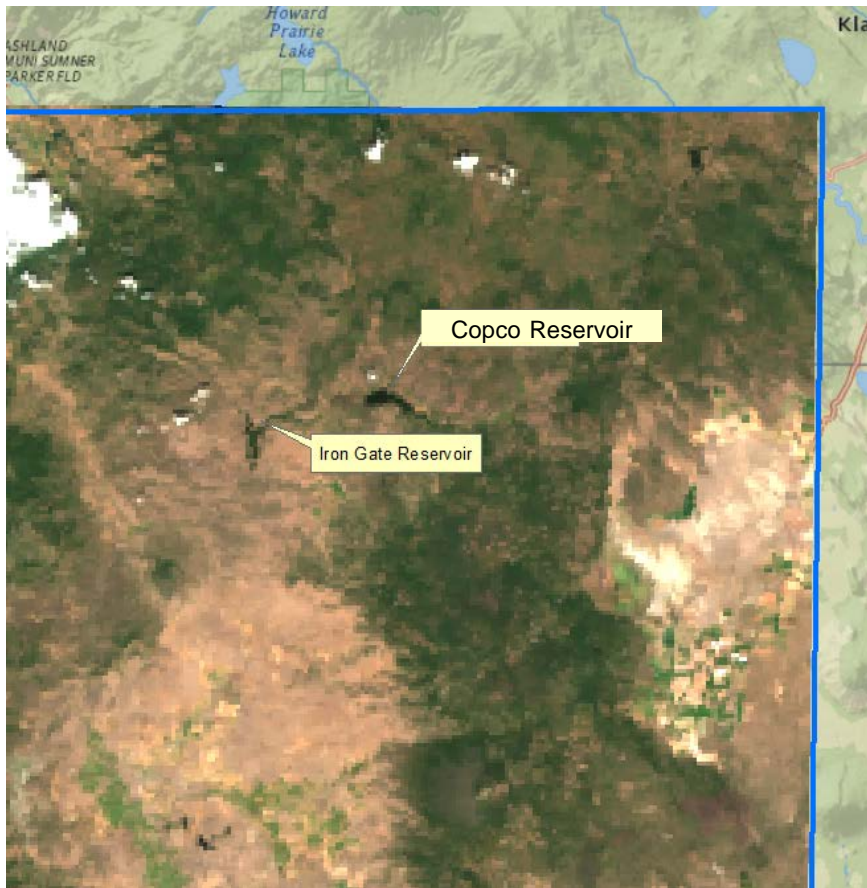 Howard
Prairie
Lake
Kla
ASHLAND
MUNI SUMNER
PARKER FLD
Copco Reservoir
Iron Gate Reservoir